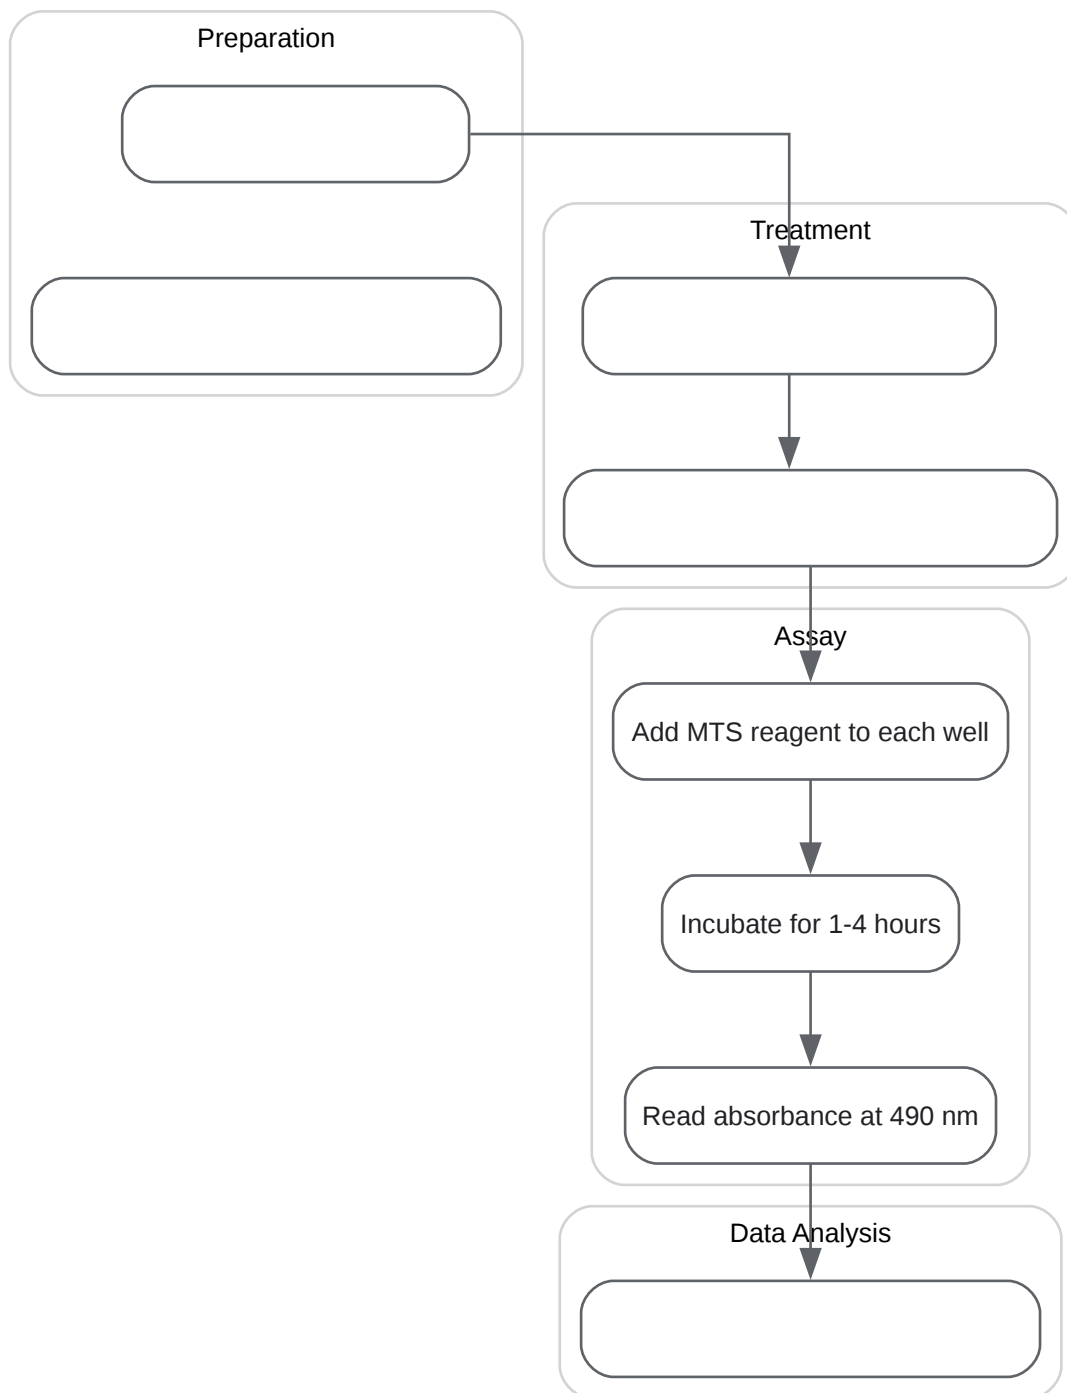 Preparation
Treatment
Assay
Add MTS reagent to each well
Incubate for 1-4 hours
Read absorbance at 490 nm
Data Analysis